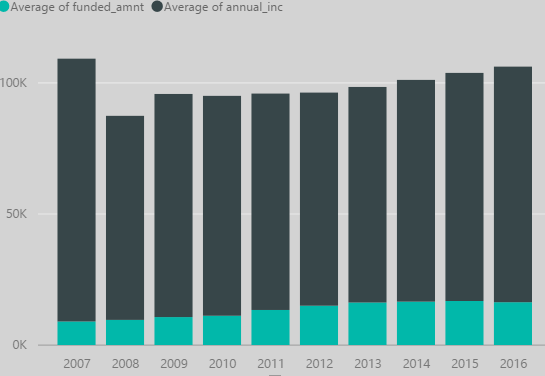 Average of funded_amnt Average of annual_inc
100K
50K
0K
2007 2008 2009 2010 2011 2012 2013 2014 2015 2016